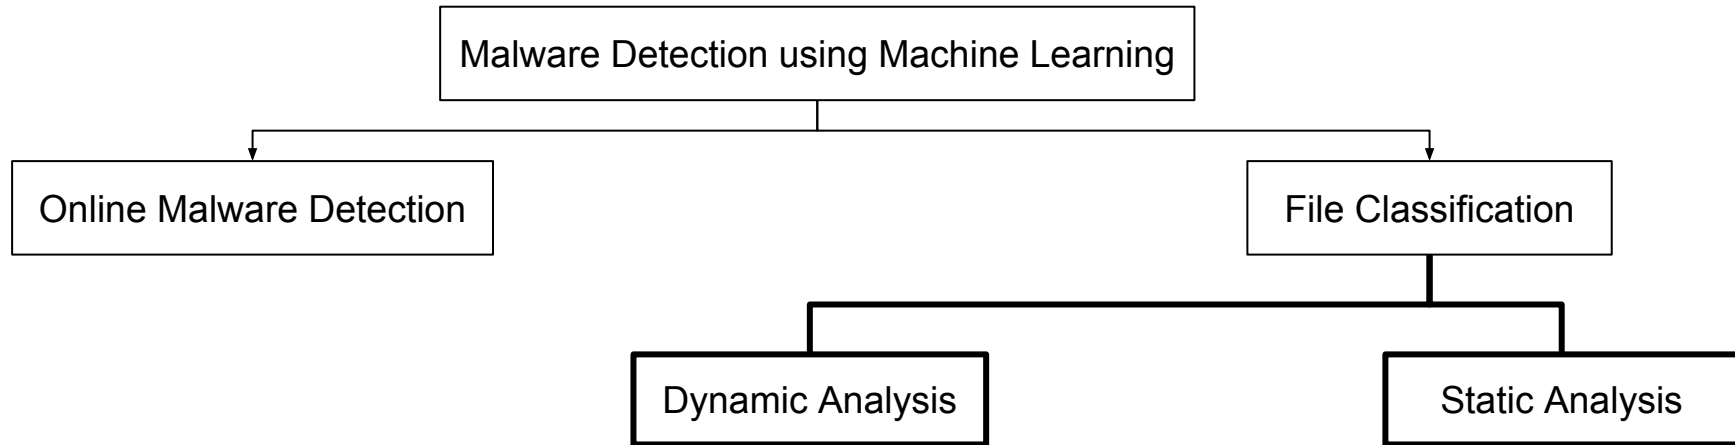 Malware Detection using Machine Learning
Online Malware Detection
File Classification
Dynamic Analysis
Static Analysis